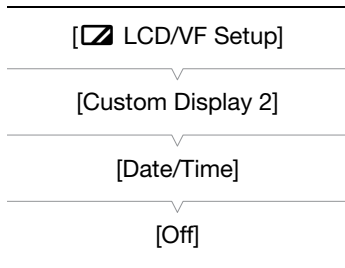 [LCD/VF Setup]
[Custom Display 2]
[Date/Time]
[Off]